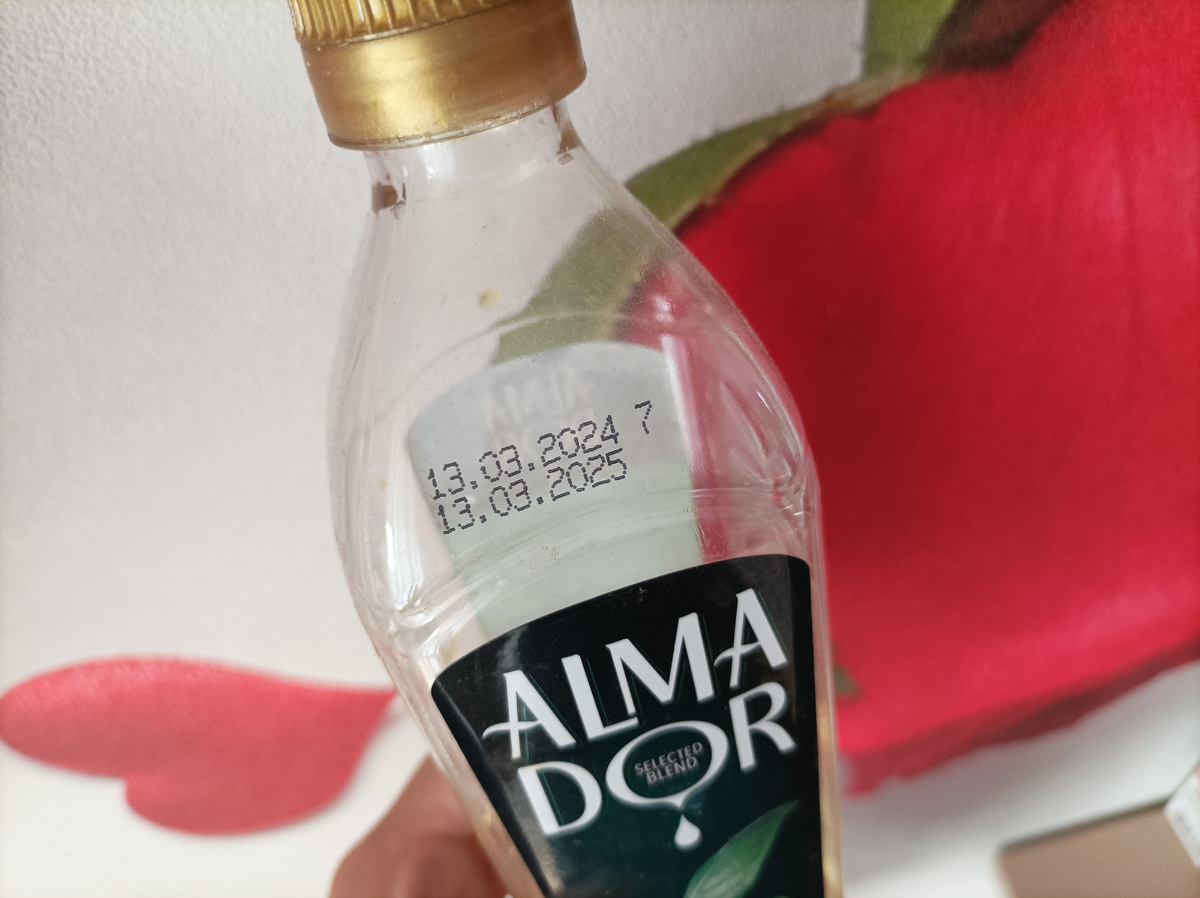 13.03.2024 7
13.03.2025
ALMA
DOR
SELECTED
BLEND